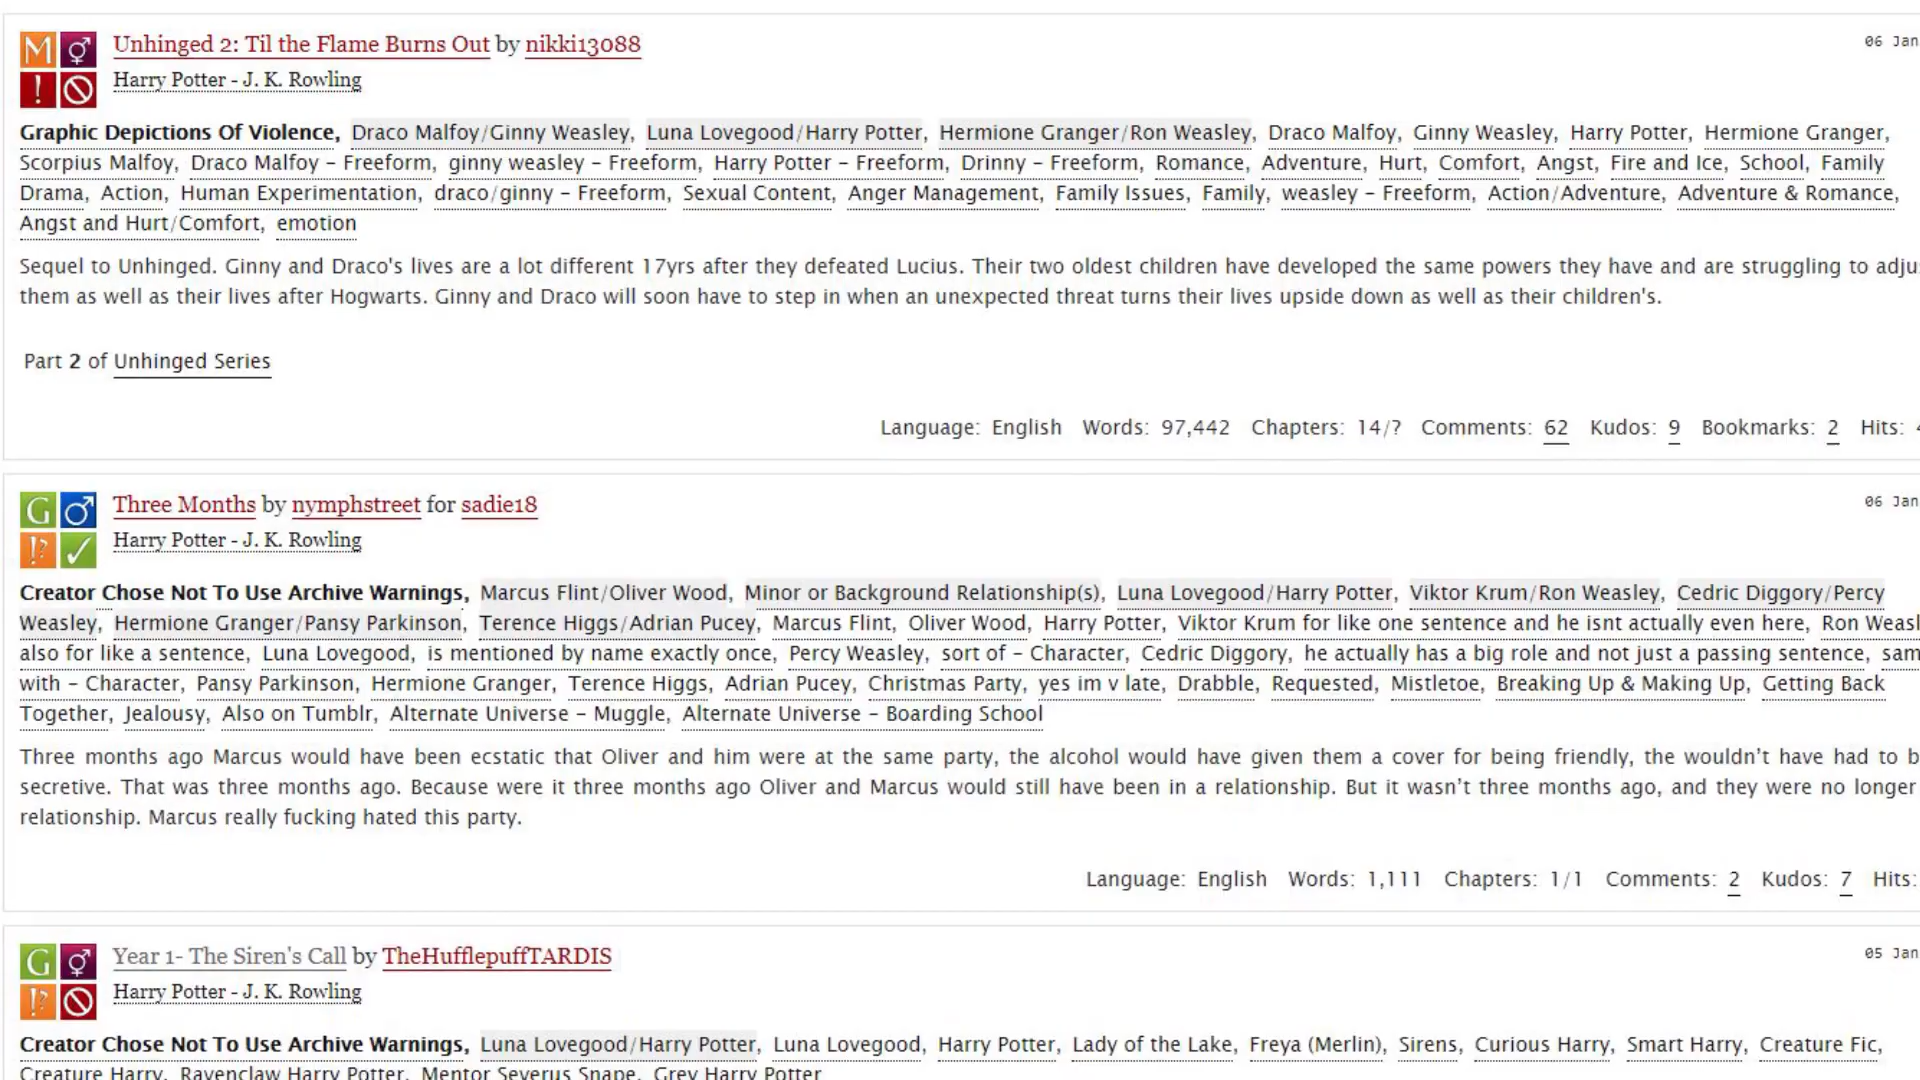 M
Unhinged 2: Til the Flame Burns Out by nikki13088
06 Jan
Harry Potter - J. K. Rowling
!
Graphic Depictions Of Violence, Draco Malfoy/Ginny Weasley, Luna Lovegood/Harry Potter, Hermione Granger/Ron Weasley, Draco Malfoy, Ginny Weasley, Harry Potter, Hermione Granger,
Scorpius Malfoy, Draco Malfoy - Freeform, ginny weasley - Freeform, Harry Potter - Freeform, Drinny - Freeform, Romance, Adventure, Hurt, Comfort, Angst, Fire and Ice, School, Family
Drama, Action, Human Experimentation, draco/ginny - Freeform, Sexual Content, Anger Management, Family Issues, Family, weasley - Freeform, Action/Adventure, Adventure & Romance,
Angst and Hurt/Comfort, emotion
Sequel to Unhinged. Ginny and Draco's lives are a lot different 17yrs after they defeated Lucius. Their two oldest children have developed the same powers they have and are struggling to adju
them as well as their lives after Hogwarts. Ginny and Draco will soon have to step in when an unexpected threat turns their lives upside down as well as their children's.
Part 2 of Unhinged Series
Language: English Words: 97,442 Chapters: 14/? Comments: 62 Kudos: 9 Bookmarks: 2 Hits:
G
Three Months by nymphstreet for sadie18
06 Jan
Harry Potter - J. K. Rowling
!?
Creator Chose Not To Use Archive Warnings, Marcus Flint/Oliver Wood, Minor or Background Relationship(s), Luna Lovegood/Harry Potter, Viktor Krum/Ron Weasley, Cedric Diggory/Percy
Weasley, Hermione Granger/Pansy Parkinson, Terence Higgs/Adrian Pucey, Marcus Flint, Oliver Wood, Harry Potter, Viktor Krum for like one sentence and he isnt actually even here, Ron Weasl
also for like a sentence, Luna Lovegood, is mentioned by name exactly once, Percy Weasley, sort of - Character, Cedric Diggory, he actually has a big role and not just a passing sentence, sam
with - Character, Pansy Parkinson, Hermione Granger, Terence Higgs, Adrian Pucey, Christmas Party, yes im v late, Drabble, Requested, Mistletoe, Breaking Up & Making Up, Getting Back
Together, Jealousy, Also on Tumblr, Alternate Universe - Muggle, Alternate Universe - Boarding School
Three months ago Marcus would have been ecstatic that Oliver and him were at the same party, the alcohol would have given them a cover for being friendly, the wouldn't have had to b
secretive. That was three months ago. Because were it three months ago Oliver and Marcus would still have been in a relationship. But it wasn't three months ago, and they were no longer
relationship. Marcus really fucking hated this party.
Language: English Words: 1,111 Chapters: 1/1 Comments: 2 Kudos: 7 Hits:
G
Year 1- The Siren's Call by TheHufflepuffTARDIS
05 Jan
Harry Potter - J. K. Rowling
!?
Creator Chose Not To Use Archive Warnings, Luna Lovegood/Harry Potter, Luna Lovegood, Harry Potter, Lady of the Lake, Freya (Merlin), Sirens, Curious Harry, Smart Harry, Creature Fic,
Creature Harry, Ravenclaw Harry Potter, Mentor Severus Snape, Grey Harry Potter